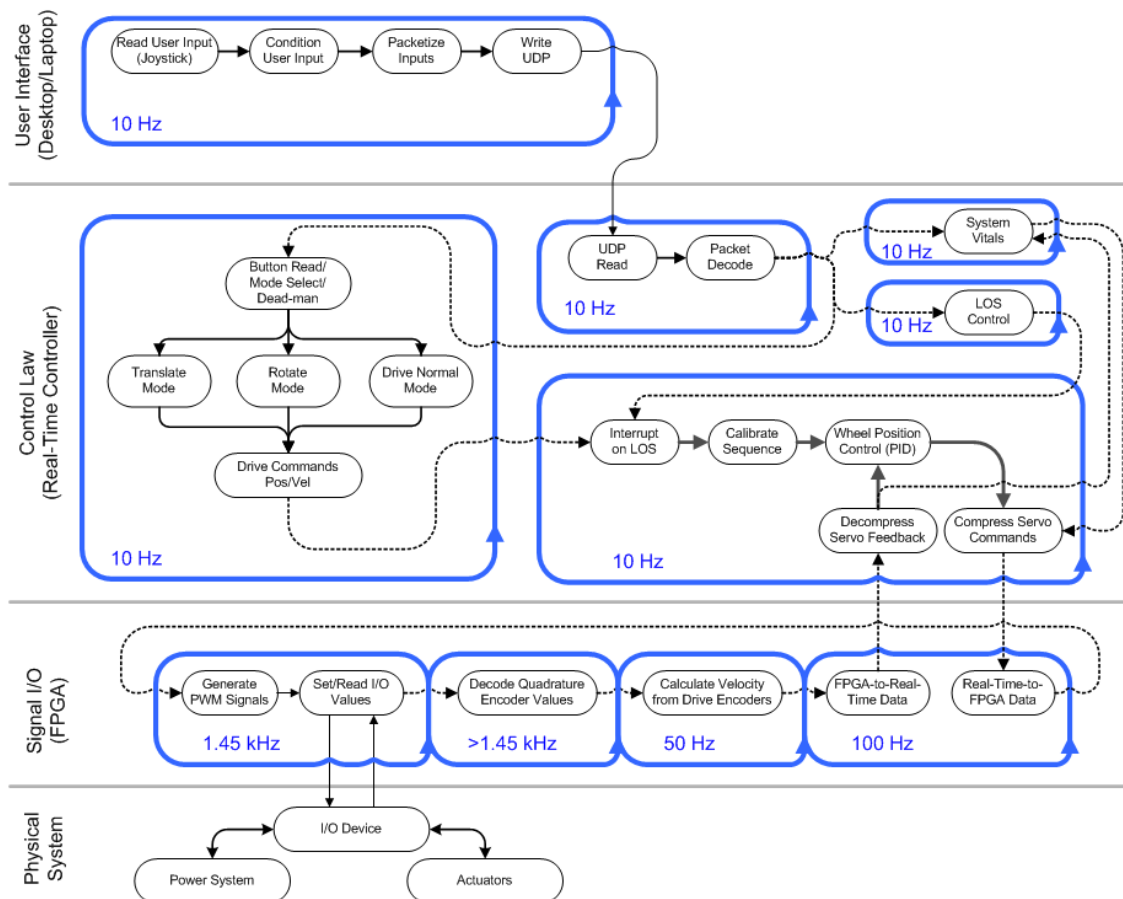 User Interface
(Desktop/Laptop)
Read User Input
(Joystick)
Condition
User Input
Packetize
Inputs
Write
UDP
10 Hz
Control Law
(Real-Time Controller)
Button Read/
Mode Select/
Dead-man
Translate
Mode
Rotate
Mode
Drive Normal
Mode
Drive Commands
Pos/Vel
10 Hz
UDP
Read
Packet
Decode
10 Hz
System
Vitals
10 Hz
LOS
Control
10 Hz
Interrupt
on LOS
Calibrate
Sequence
Wheel Position
Control (PID)
Decompress
Servo Feedback
Compress Servo
Commands
10 Hz
Signal I/O
(FPGA)
Generate
PWM Signals
Set/Read I/O
Values
1.45 kHz
Decode Quadrature
Encoder Values
>1.45 kHz
Calculate Velocity
from Drive Encoders
50 Hz
FPGA-to-Real-
Time Data
Real-Time-to-
FPGA Data
100 Hz
Physical
System
I/O Device
Power System
Actuators